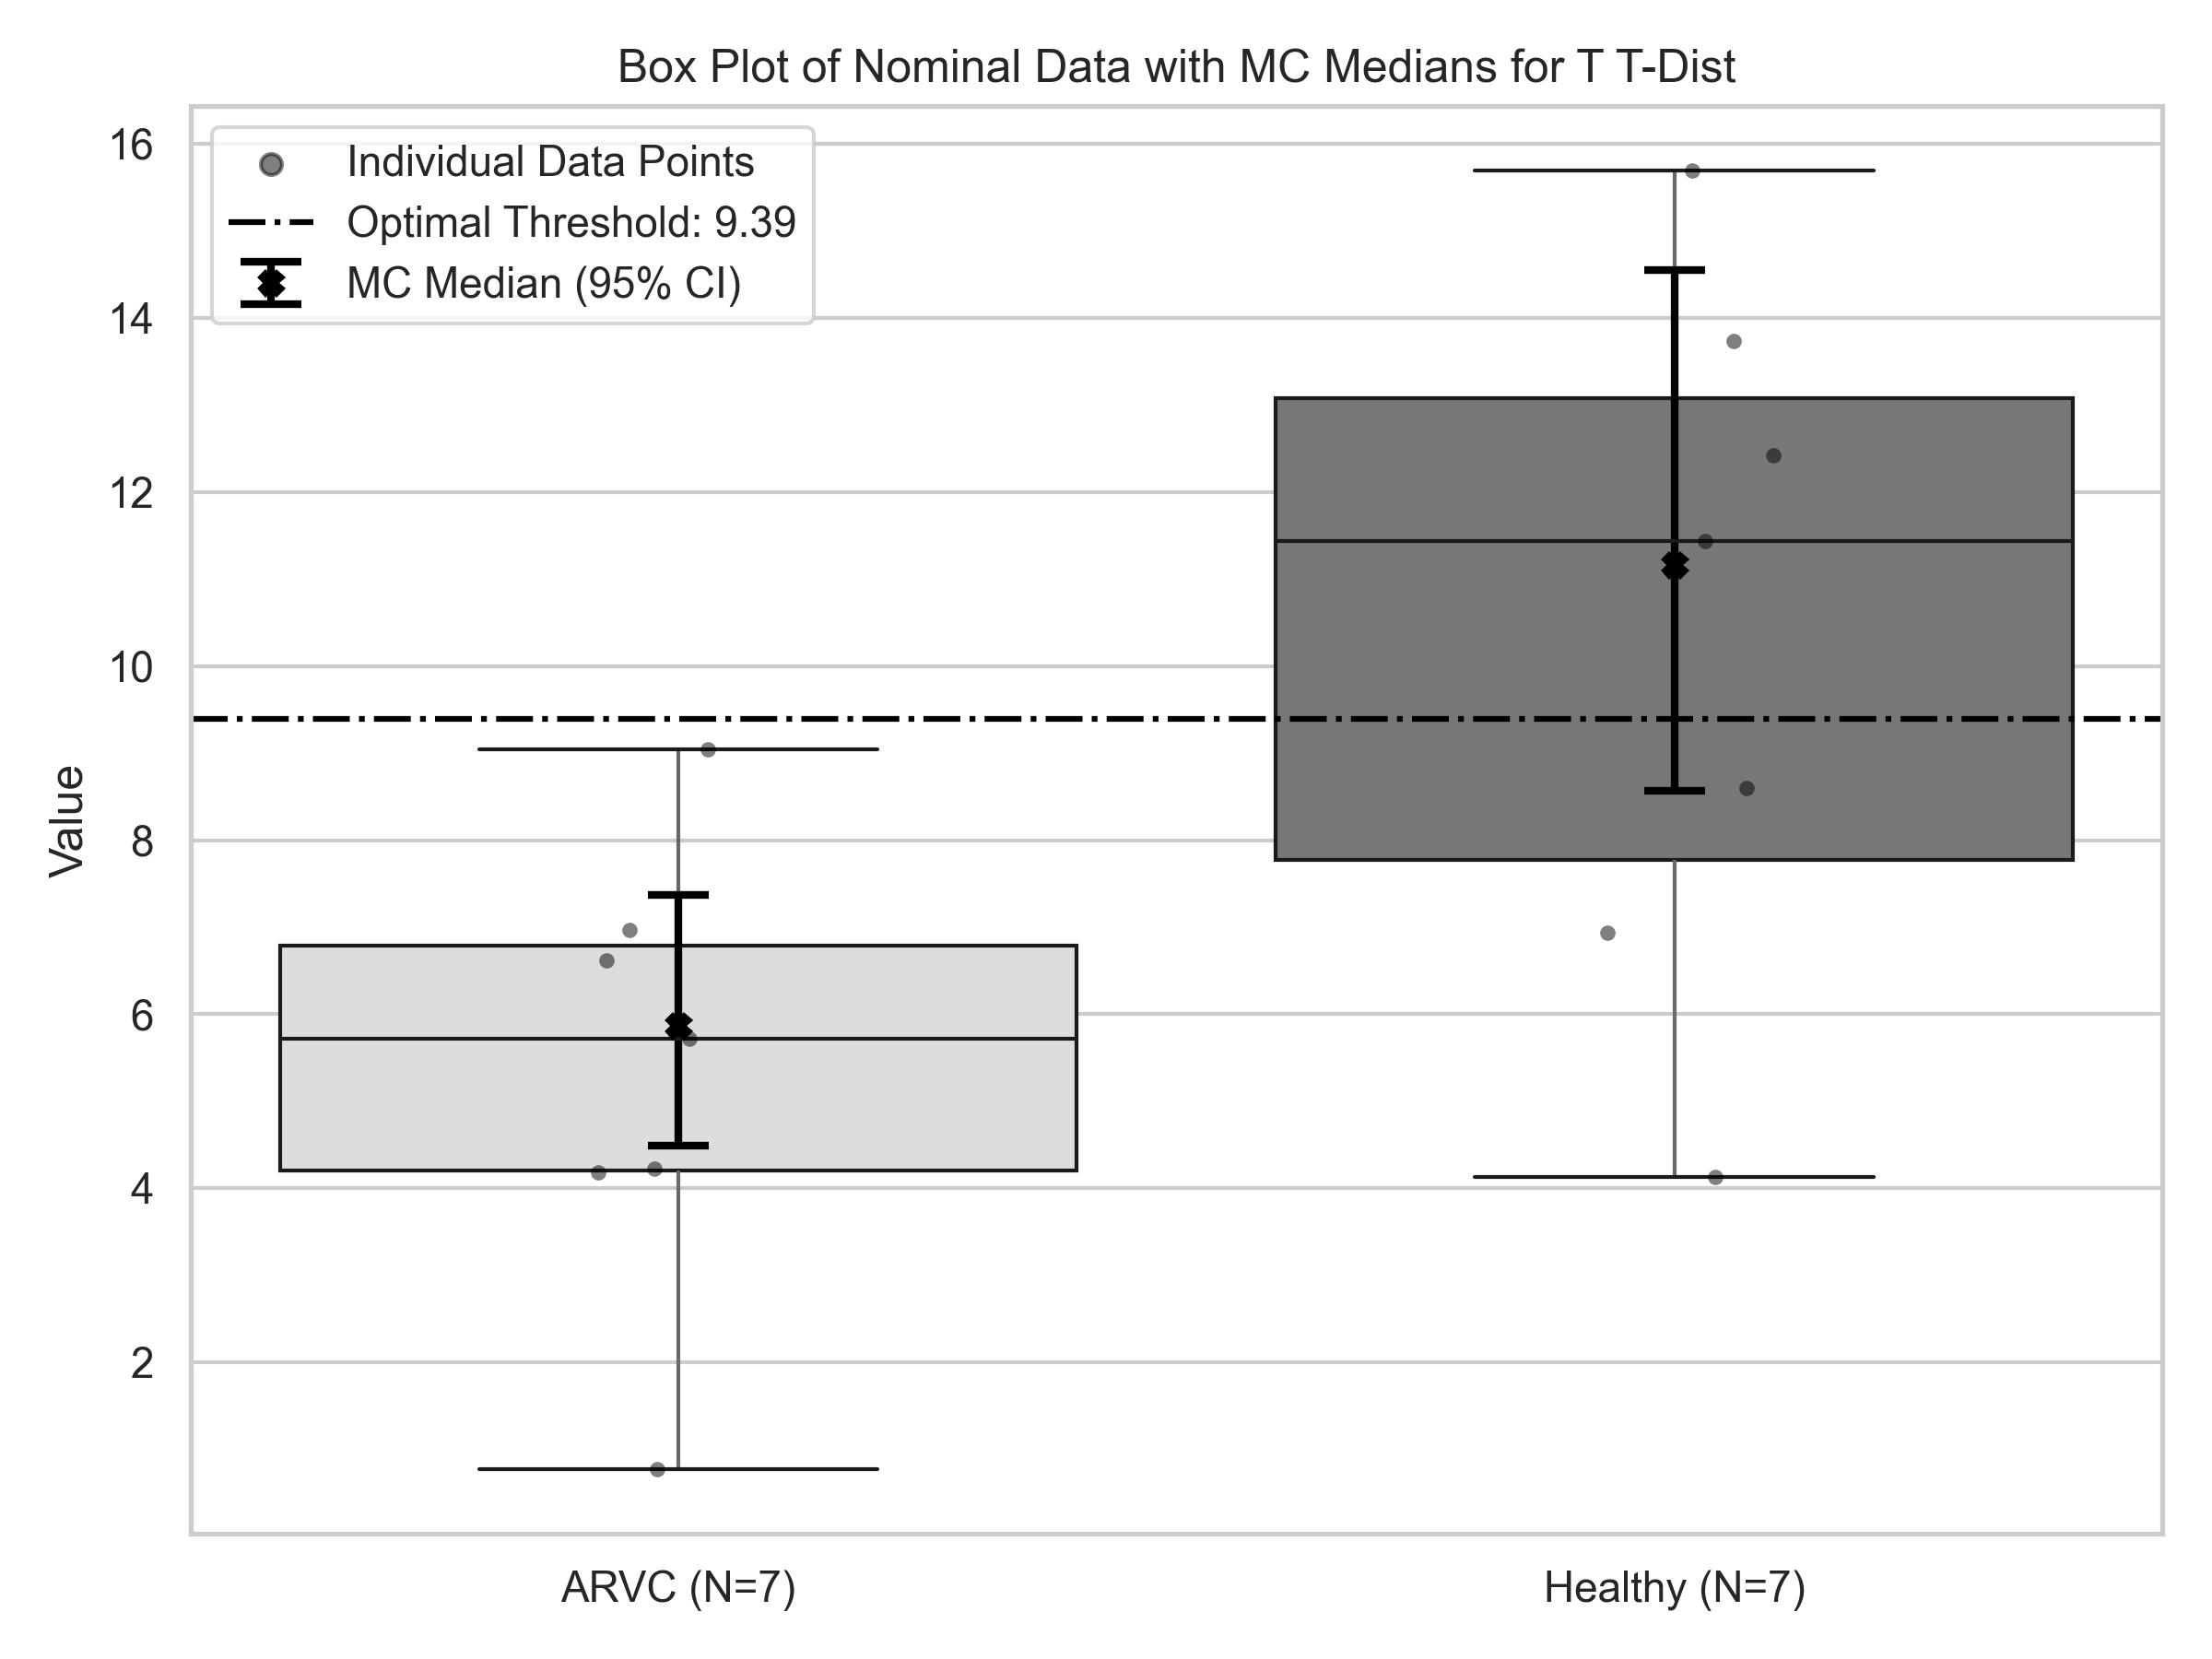 Box Plot of Nominal Data with MC Medians for T T-Dist
Individual Data Points
Optimal Threshold: 9.39
MC Median (95% CI)
Value
16
14
12
10
8
6
4
2
ARVC (N=7)
Healthy (N=7)